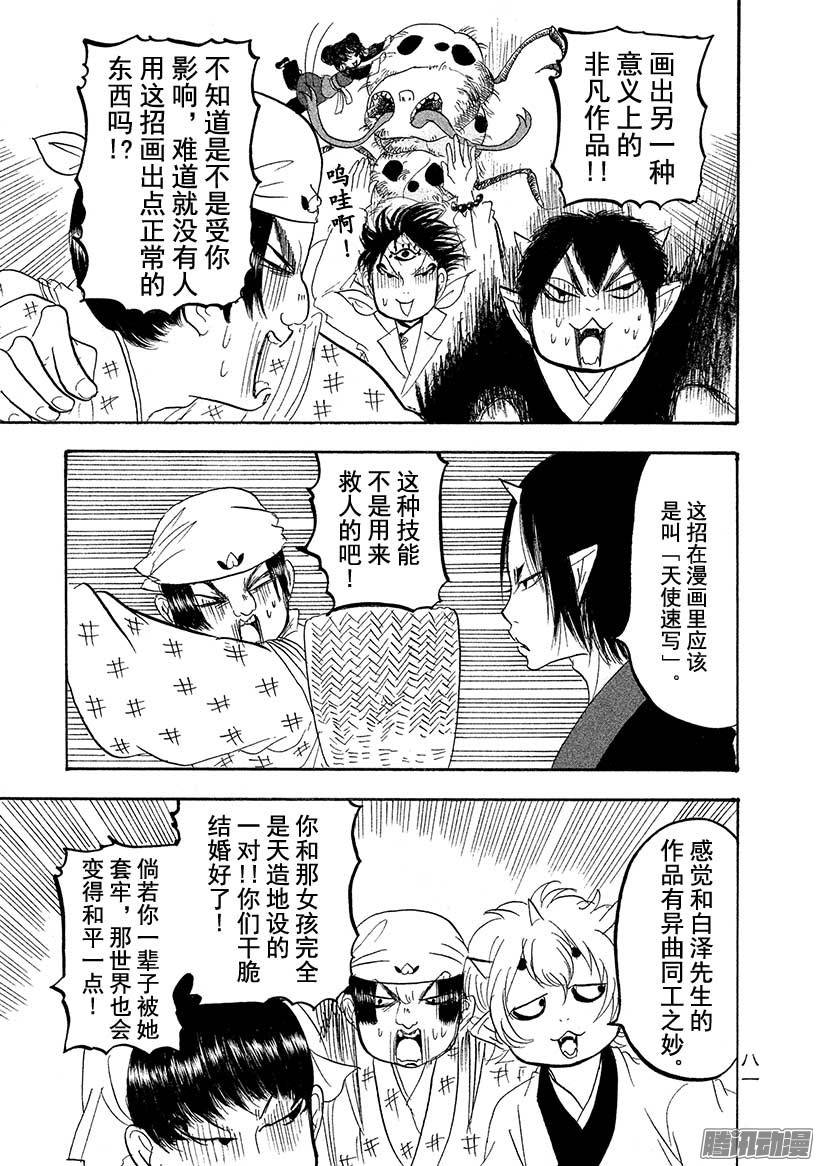 画出另一种
意义上的
非凡作品!!
呜哇啊！
不知道是不是受你
影响，难道就没有人
用这招画出点正常的
东西吗!?
这招在漫画里应该
是叫「天使速写」。
这种技能
不是用来
救人的吧！
感觉和白泽先生的
作品有异曲同工之妙。
你和那女孩完全
是天造地设的
一对!!你们干脆
结婚好了！
倘若你一辈子被她
套牢，那世界也会
变得和平一点！
八一
腾讯动漫